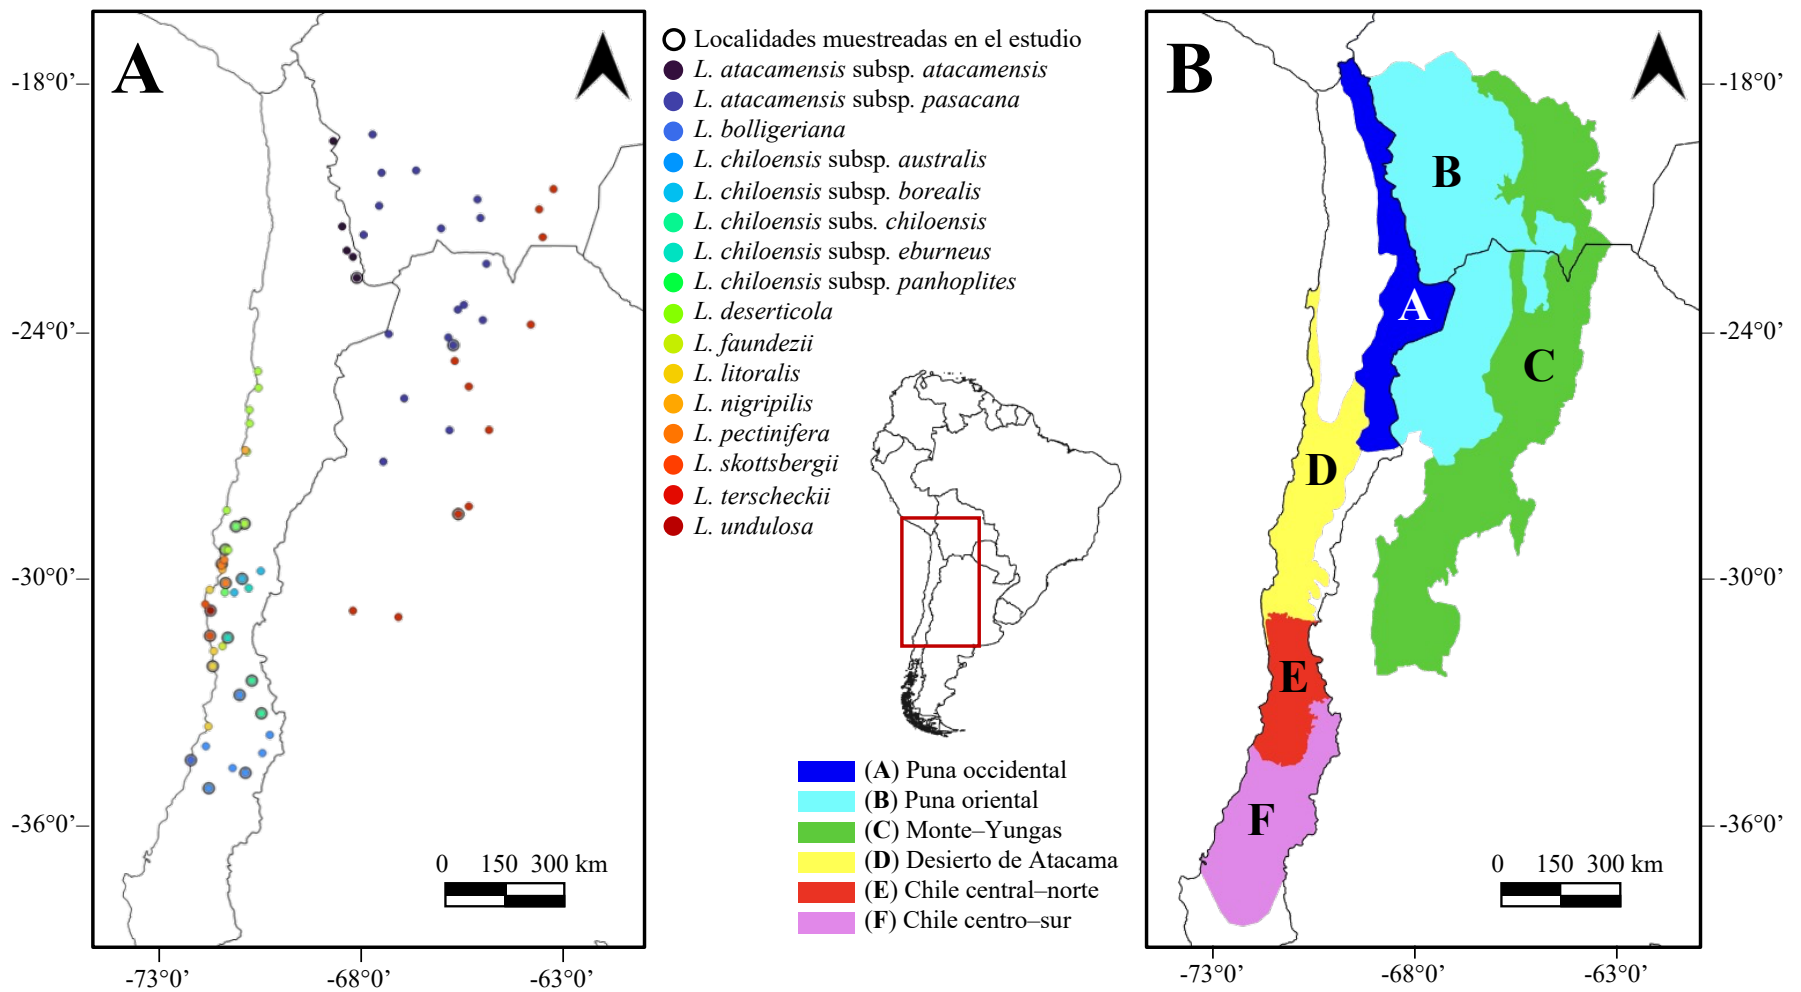 A
-18°0’
-24°0’
-30°0’
-36°0’
-73°0’
-68°0’
-63°0’
0 150 300 km
Localidades muestreadas en el estudio
L. atacamensis subsp. atacamensis
L. atacamensis subsp. pasacana
L. bolligeriana
L. chiloensis subsp. australis
L. chiloensis subsp. borealis
L. chiloensis subs. chiloensis
L. chiloensis subsp. eburneus
L. chiloensis subsp. panhoplites
L. deserticola
L. faundezii
L. litoralis
L. nigripilis
L. pectinifera
L. skottsbergii
L. terscheckii
L. undulosa
(A) Puna occidental
(B) Puna oriental
(C) Monte–Yungas
(D) Desierto de Atacama
(E) Chile central–norte
(F) Chile centro–sur
B
B
A
C
D
E
F
0 150 300 km
-18°0’
-24°0’
-30°0’
-36°0’
-73°0’
-68°0’
-63°0’